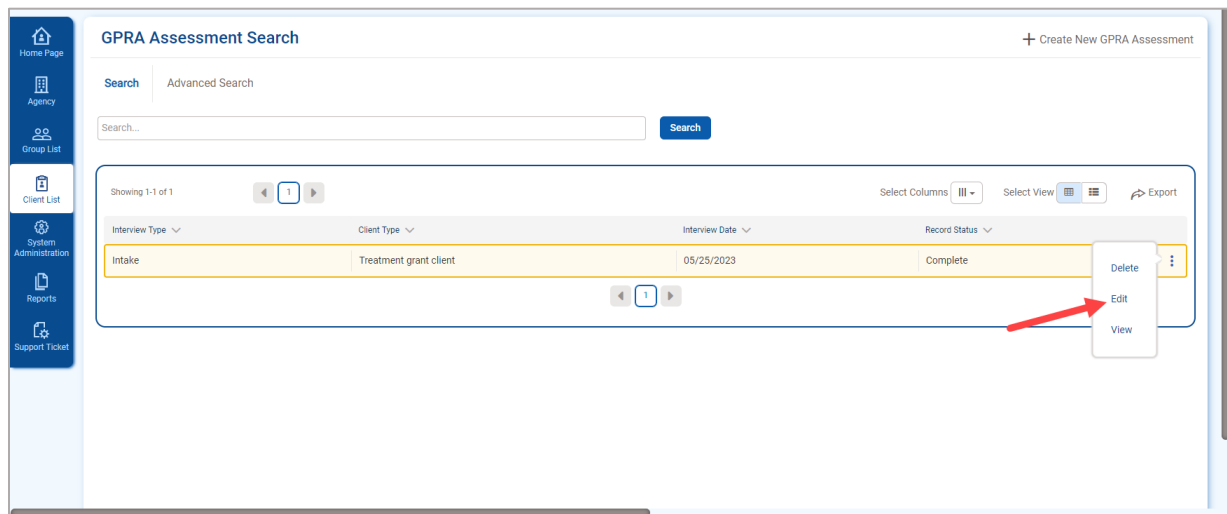 Home Page
Agency
Group List
Client List
System
Administration
Reports
Support Ticket
GPRA Assessment Search
+ Create New GPRA Assessment
Search
Advanced Search
Search...
Search
Showing 1-1 of 1
1
Select Columns
Select View
Export
Interview Type
Client Type
Interview Date
Record Status
Intake
Treatment grant client
05/25/2023
Complete
Delete
Edit
View
1